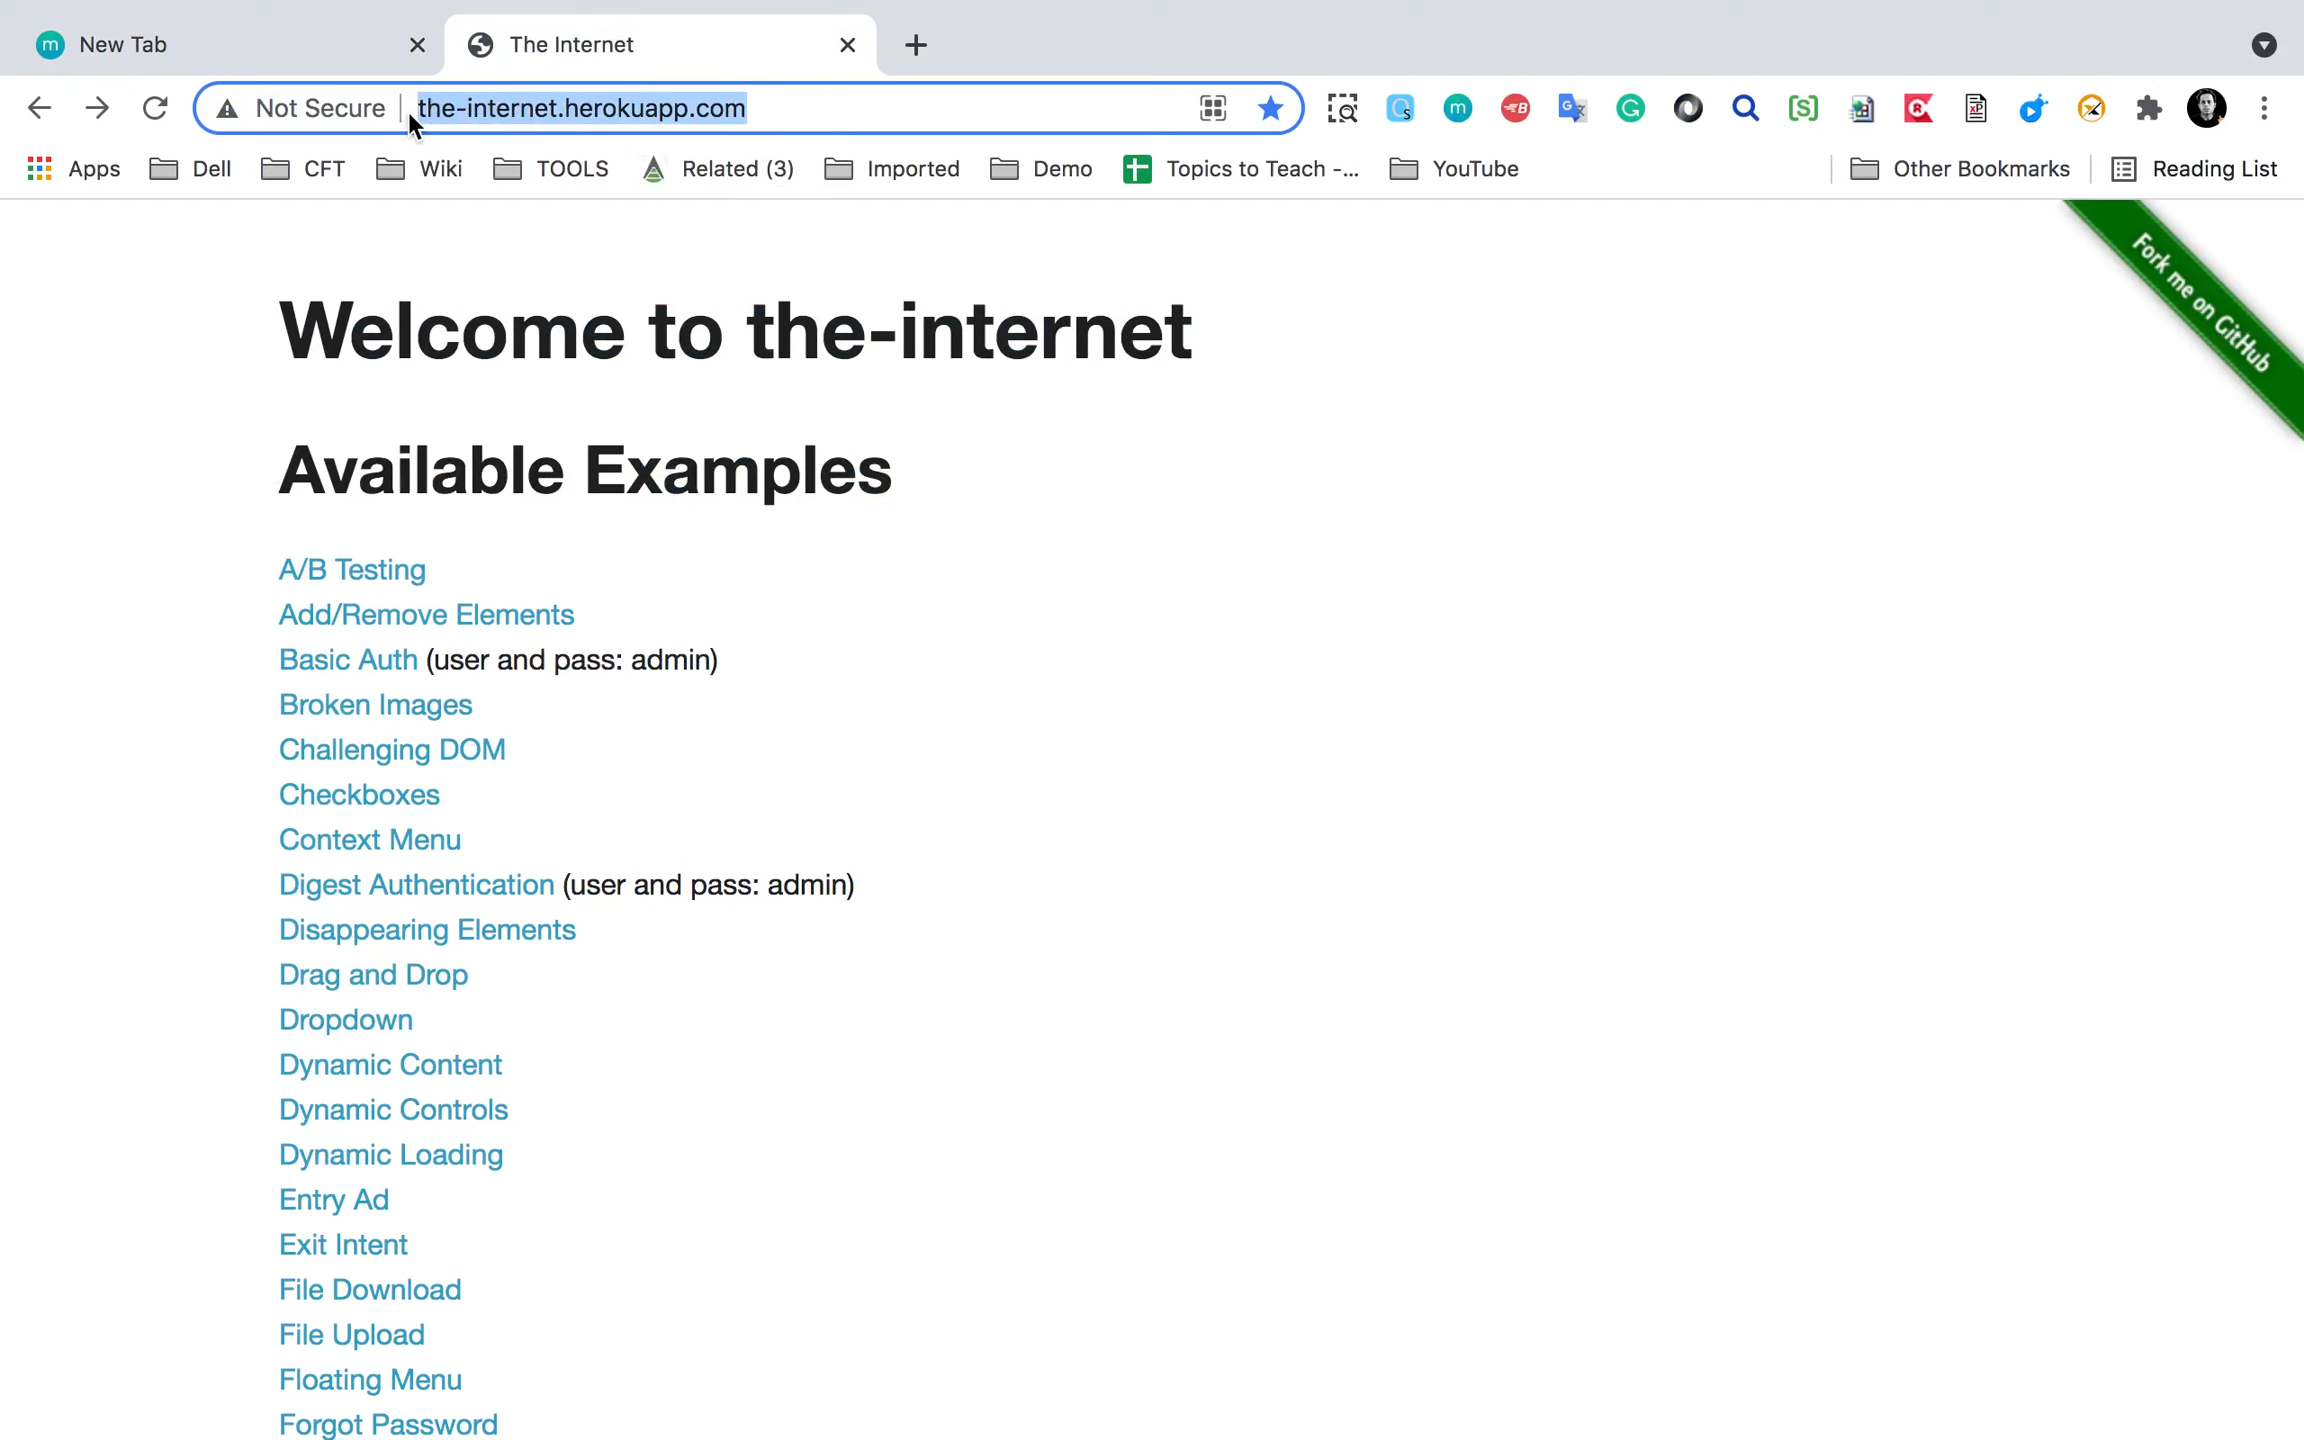 New Tab
The Internet
Not Secure | the-internet.herokuapp.com
Apps Dell CFT Wiki TOOLS Related (3) Imported Demo Topics to Teach -... YouTube Other Bookmarks Reading List
Fork me on GitHub
Welcome to the-internet
Available Examples
A/B Testing
Add/Remove Elements
Basic Auth (user and pass: admin)
Broken Images
Challenging DOM
Checkboxes
Context Menu
Digest Authentication (user and pass: admin)
Disappearing Elements
Drag and Drop
Dropdown
Dynamic Content
Dynamic Controls
Dynamic Loading
Entry Ad
Exit Intent
File Download
File Upload
Floating Menu
Forgot Password